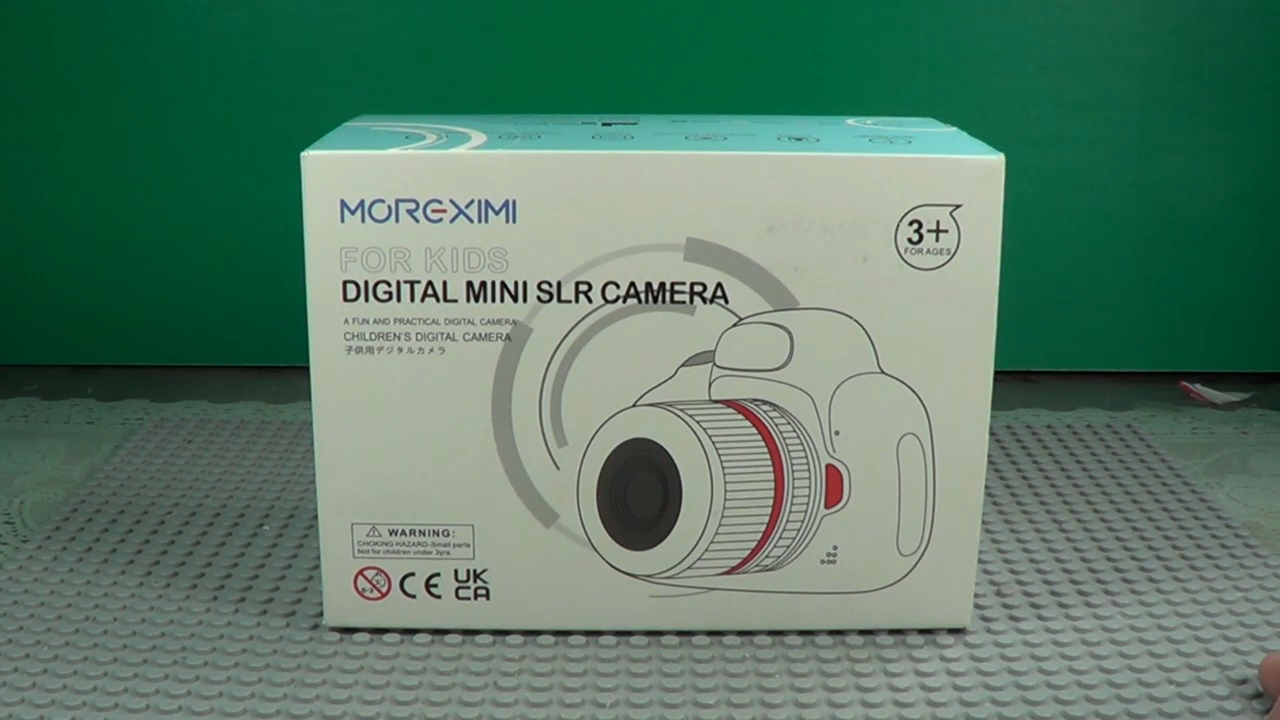 MOREXIMI
FOR KIDS
DIGITAL MINI SLR CAMERA
A FUN AND PRACTICAL DIGITAL CAMERA
CHILDREN'S DIGITAL CAMERA
子供用デジタルカメラ
3+
FOR AGES
WARNING:
CHOKING HAZARD-Small parts
Not for children under 3yrs.
0-3
CE
UK
CA